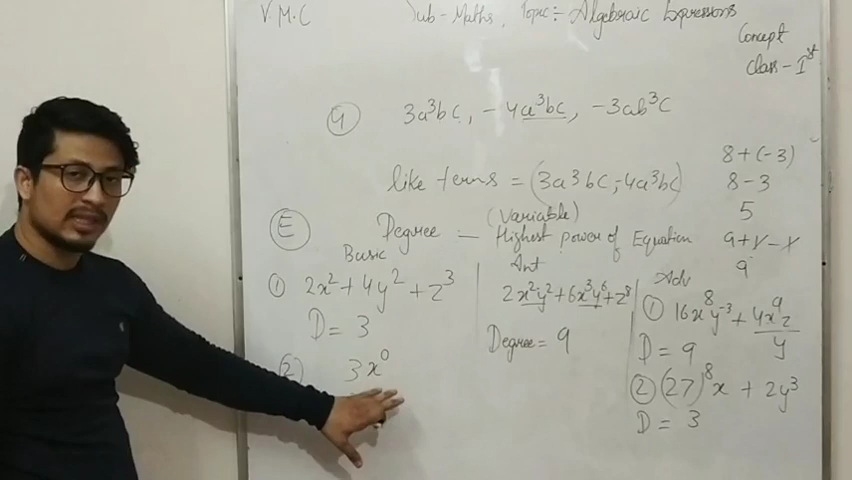 V.M.C Sub-Maths, Topic:- Algebraic Expressions
Concept
Class-Ist
4 3a³bc, -4a³bc, -3ab³c
like terms = (3a³bc, -4a³bc)
8+(-3)
8-3
5
(Variable)
E Degree — Highest power of Equation
9+y-y
9
Basic
① 2x²+4y²+z³
D = 3
② 3x⁰
2x²y²+6x³y⁶+z⁸
Degree = 9
Adv
① 16x⁸y⁻³ + 4x⁹z/y
D = 9
② (27)⁸x + 2y³
D = 3